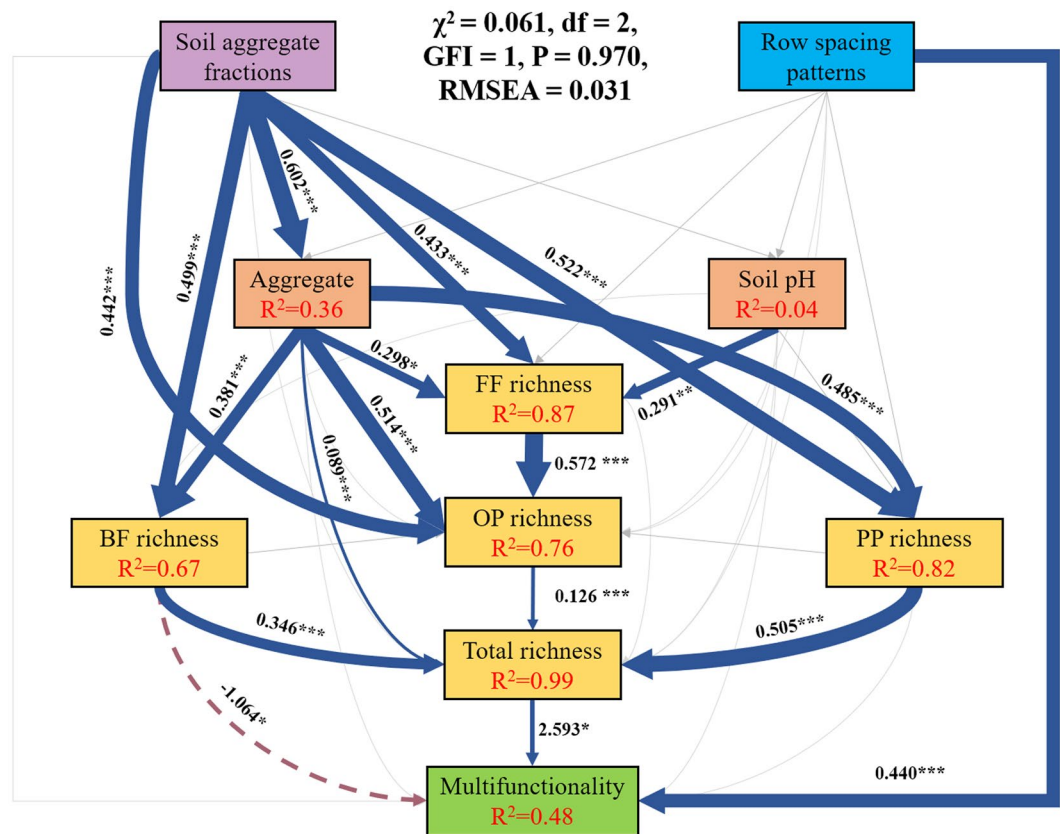 Soil aggregate
fractions
χ² = 0.061, df = 2,
GFI = 1, P = 0.970,
RMSEA = 0.031
Row spacing
patterns
0.602***
0.433***
0.522***
0.499***
0.442***
Aggregate
R²=0.36
Soil pH
R²=0.04
0.298*
0.291**
0.485***
0.381***
0.514***
0.089***
FF richness
R²=0.87
0.572 ***
BF richness
R²=0.67
OP richness
R²=0.76
PP richness
R²=0.82
0.126 ***
0.346***
0.505***
Total richness
R²=0.99
-1.064*
2.593*
0.440***
Multifunctionality
R²=0.48